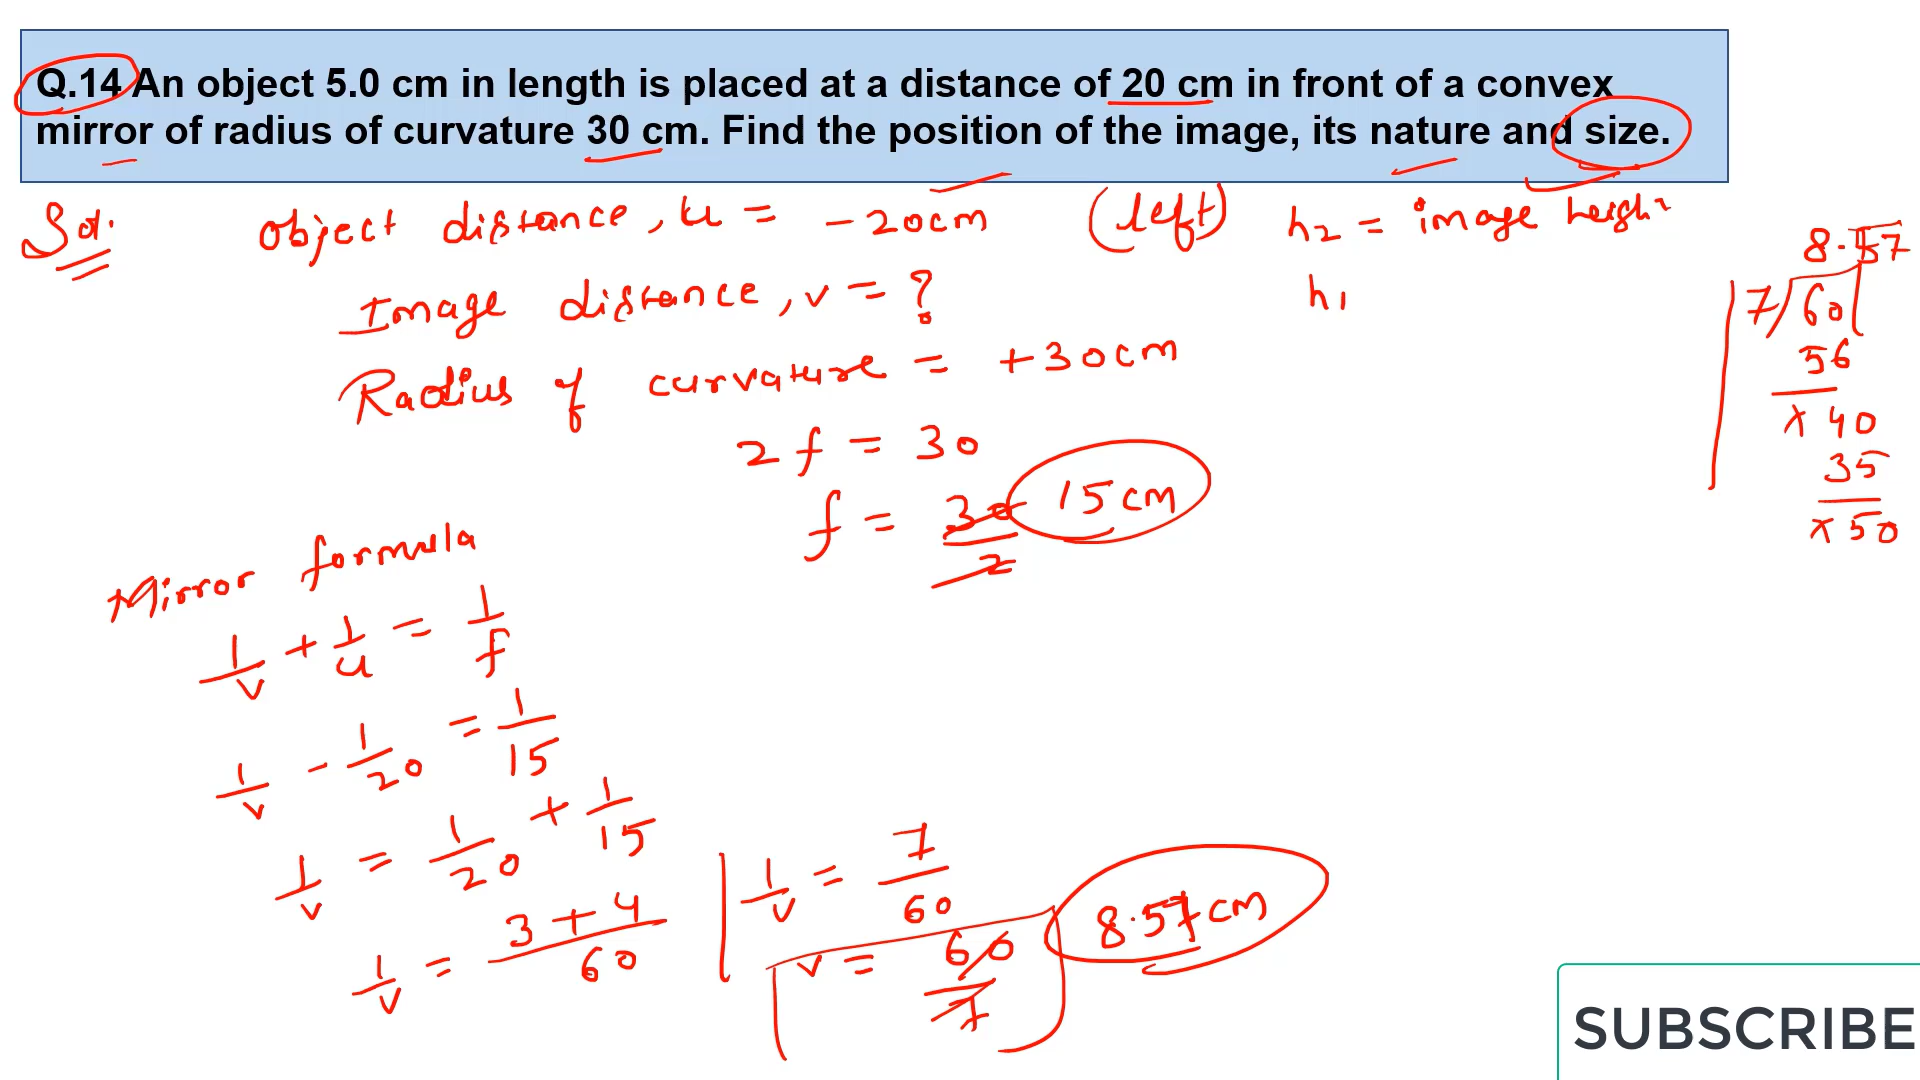 Q.14 An object 5.0 cm in length is placed at a distance of 20 cm in front of a convex
mirror of radius of curvature 30 cm. Find the position of the image, its nature and size.
Sol.
object distance, u = -20cm (left)
Image distance, v = ?
Radius of curvature = +30cm
2f = 30
f = 30/2 15cm
h2 = image height
h1
8.57
7)60(
56
x 40
35
x 50
Mirror formula
1/v + 1/u = 1/f
1/v - 1/20 = 1/15
1/v = 1/20 + 1/15
1/v = 3+4/60
1/v = 7/60
v = 60/7 8.57cm
SUBSCRIBE